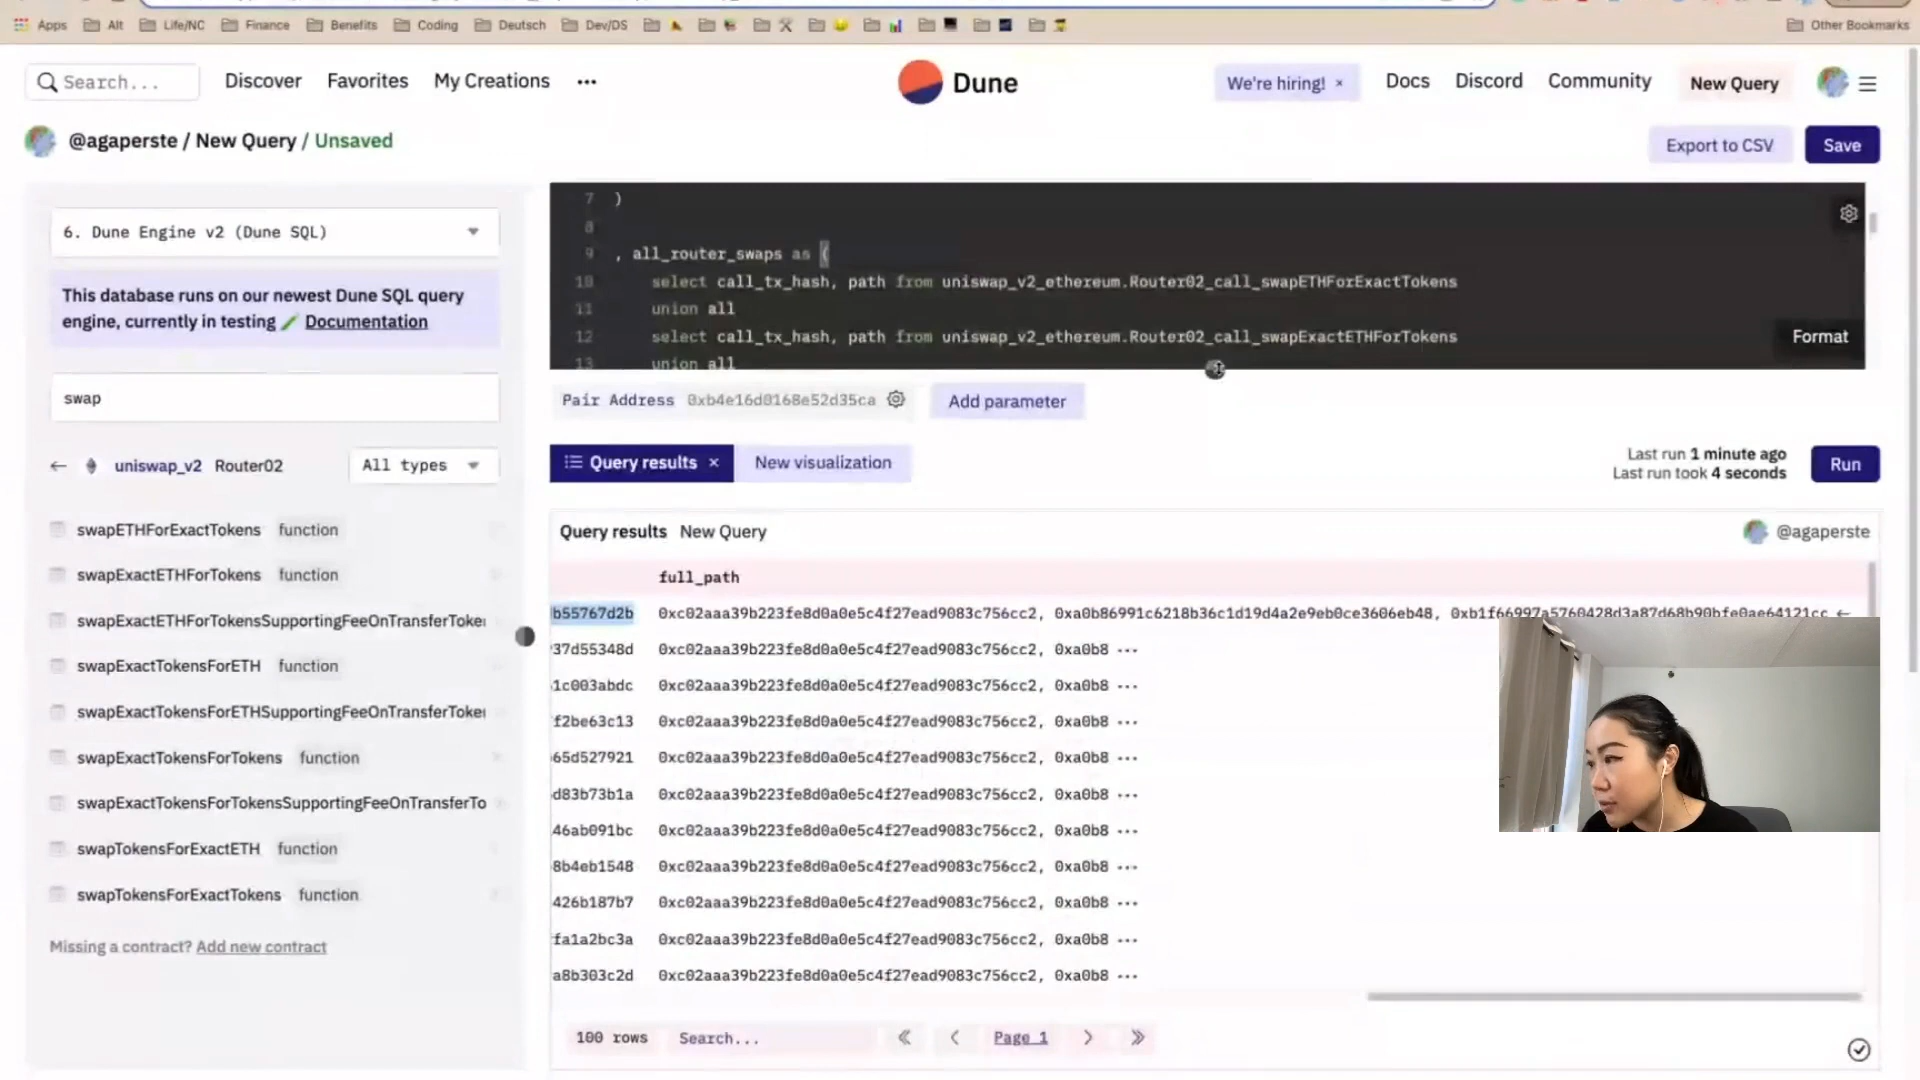 Apps Alt Life/NC Finance Benefits Coding Deutsch Dev/DS Other Bookmarks
Search... Discover Favorites My Creations ••• Dune We're hiring! × Docs Discord Community New Query
@agaperste / New Query / Unsaved Export to CSV Save
6. Dune Engine v2 (Dune SQL)
This database runs on our newest Dune SQL query
engine, currently in testing Documentation
swap
← uniswap_v2 Router02 All types
swapETHForExactTokens function
swapExactETHForTokens function
swapExactETHForTokensSupportingFeeOnTransferToke
swapExactTokensForETH function
swapExactTokensForETHSupportingFeeOnTransferToke
swapExactTokensForTokens function
swapExactTokensForTokensSupportingFeeOnTransferTo
swapTokensForExactETH function
swapTokensForExactTokens function
Missing a contract? Add new contract
7 )
8
9 , all_router_swaps as (
10 select call_tx_hash, path from uniswap_v2_ethereum.Router02_call_swapETHForExactTokens
11 union all
12 select call_tx_hash, path from uniswap_v2_ethereum.Router02_call_swapExactETHForTokens
13 union all
Format
Pair Address 0xb4e16d0168e52d35ca Add parameter
Query results × New visualization
Last run 1 minute ago
Last run took 4 seconds
Run
Query results New Query @agaperste
full_path
b55767d2b 0xc02aaa39b223fe8d0a0e5c4f27ead9083c756cc2, 0xa0b86991c6218b36c1d19d4a2e9eb0ce3606eb48, 0xb1f66997a5760428d3a87d68b90bfe0ae64121cc ←
37d55348d 0xc02aaa39b223fe8d0a0e5c4f27ead9083c756cc2, 0xa0b8 •••
1c003abdc 0xc02aaa39b223fe8d0a0e5c4f27ead9083c756cc2, 0xa0b8 •••
f2be63c13 0xc02aaa39b223fe8d0a0e5c4f27ead9083c756cc2, 0xa0b8 •••
65d527921 0xc02aaa39b223fe8d0a0e5c4f27ead9083c756cc2, 0xa0b8 •••
d83b73b1a 0xc02aaa39b223fe8d0a0e5c4f27ead9083c756cc2, 0xa0b8 •••
46ab091bc 0xc02aaa39b223fe8d0a0e5c4f27ead9083c756cc2, 0xa0b8 •••
8b4eb1548 0xc02aaa39b223fe8d0a0e5c4f27ead9083c756cc2, 0xa0b8 •••
426b187b7 0xc02aaa39b223fe8d0a0e5c4f27ead9083c756cc2, 0xa0b8 •••
fa1a2bc3a 0xc02aaa39b223fe8d0a0e5c4f27ead9083c756cc2, 0xa0b8 •••
a8b303c2d 0xc02aaa39b223fe8d0a0e5c4f27ead9083c756cc2, 0xa0b8 •••
100 rows Search... « ‹ Page 1 › »